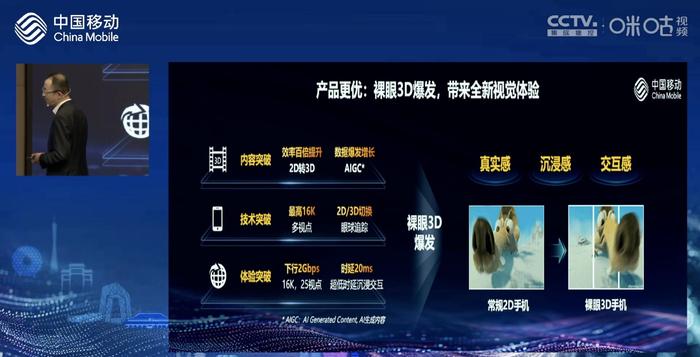 中国移动
China Mobile
CCTV.
集成播控
咪咕视频
产品更优：裸眼3D爆发，带来全新视觉体验
中国移动
China Mobile
3D
内容突破
效率百倍提升
数据爆发增长
2D转3D
AIGC*
技术突破
最高16K
2D/3D切换
多视点
眼球追踪
体验突破
下行2Gbps
时延20ms
16K，25视点
超低时延沉浸交互
裸眼3D
爆发
真实感
沉浸感
交互感
常规2D手机
裸眼3D手机
* AIGC：AI Generated Content, AI生成内容